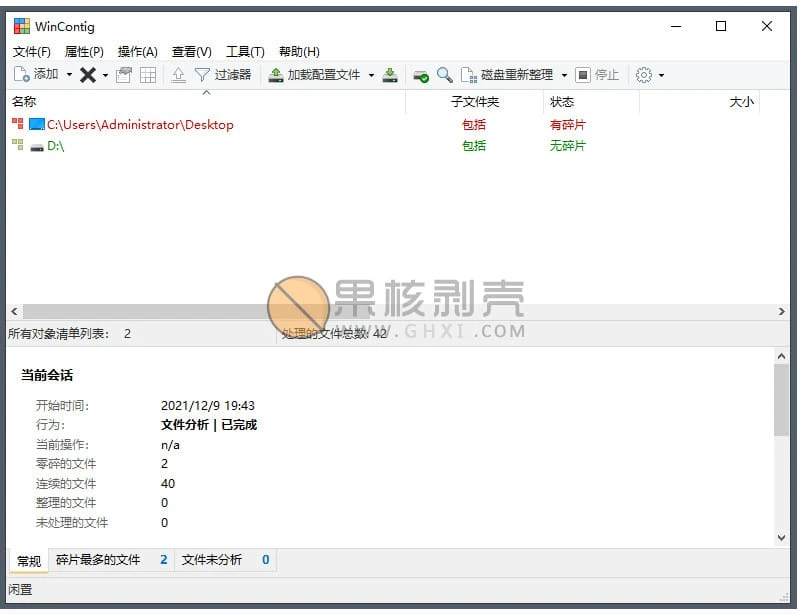 WinContig
文件(F) 属性(P) 操作(A) 查看(V) 工具(T) 帮助(H)
添加 过滤器 加载配置文件 磁盘重新整理 停止
名称 子文件夹 状态 大小
C:\Users\Administrator\Desktop 包括 有碎片
D:\ 包括 无碎片
果核剥壳
WWW.GHXI.COM
所有对象清单列表: 2 处理的文件总数: 42
当前会话
开始时间: 2021/12/9 19:43
行为: 文件分析 | 已完成
当前操作: n/a
零碎的文件 2
连续的文件 40
整理的文件 0
未处理的文件 0
常规 碎片最多的文件 2 文件未分析 0
闲置